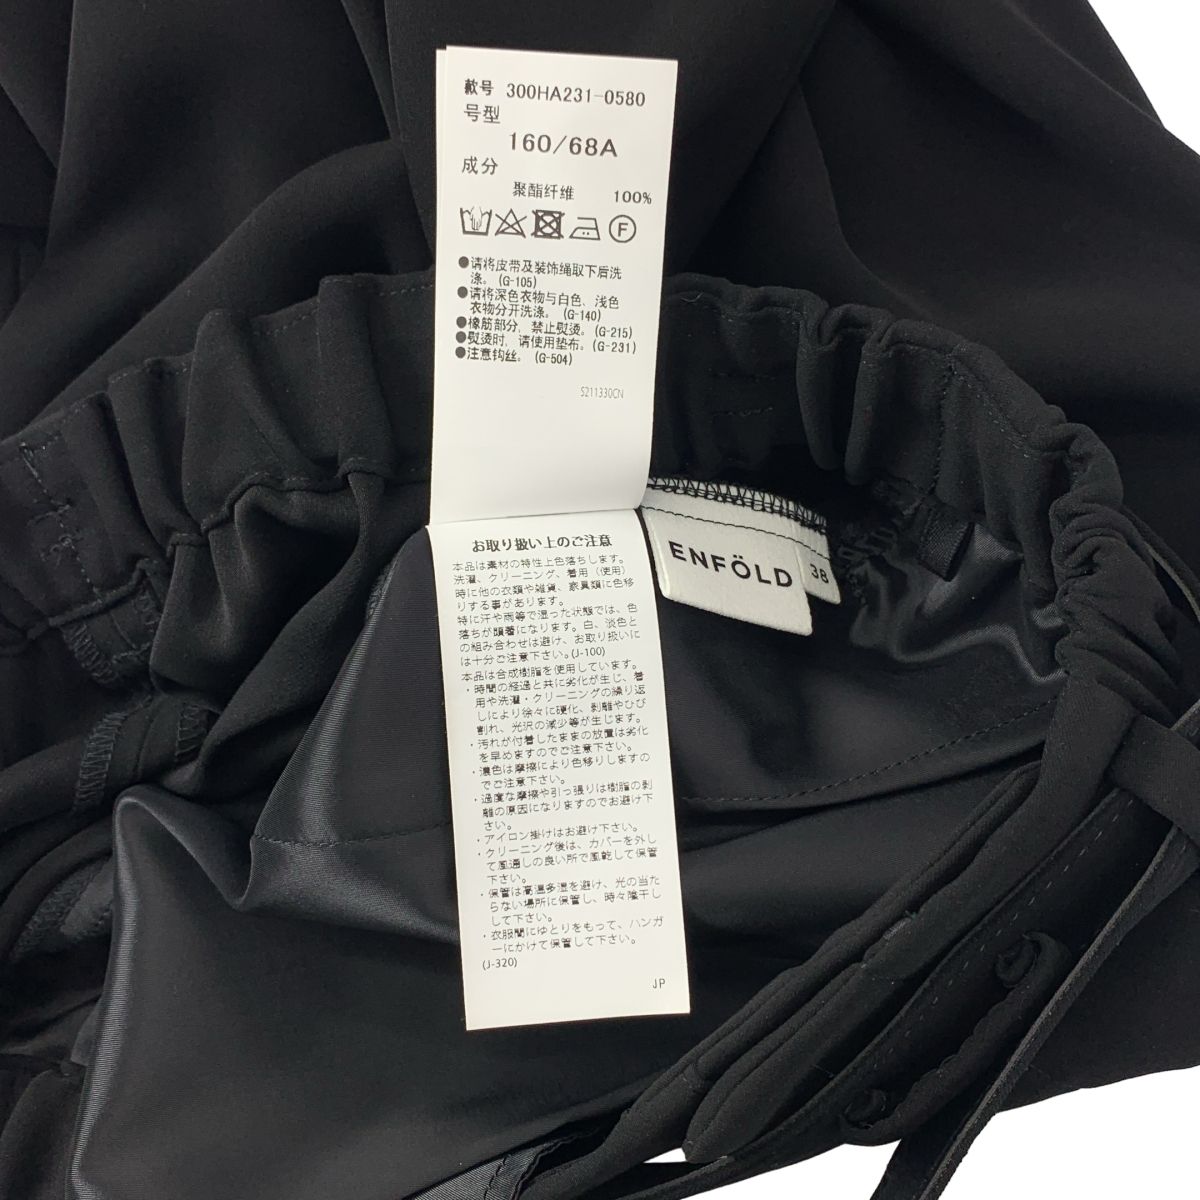 款号 300HA231-0580
号型
160/68A
成分
聚酯纤维 100%
F
●请将皮带及装饰绳取下后洗
涤。(G-105)
●请将深色衣物与白色、浅色
衣物分开洗涤。(G-140)
●橡筋部分，禁止熨烫。(G-215)
●熨烫时，请使用垫布。(G-231)
●注意钩丝。(G-504)
S211330CN
お取り扱い上のご注意
本品は素材の特性上色落ちします。
洗濯、クリーニング、着用（使用）
時に他の衣類や雑貨、家具類に色移
りする事があります。
特に汗や雨等で湿った状態では、色
落ちが顕着になります。白、淡色と
の組み合わせは避け、お取り扱いに
は十分ご注意下さい。(J-100)
本品は合成樹脂を使用しています。
・時間の経過と共に劣化が生じ、着
用や洗濯・クリーニングの繰り返
しにより徐々に硬化、剥離やひび
割れ、光沢の減少等が生じます。
・汚れが付着したままの放置は劣化
を早めますのでご注意下さい。
・濃色は摩擦により色移りしますの
でご注意下さい。
・過度な摩擦や引っ張りは樹脂の剥
離の原因になりますのでお避け下
さい。
・アイロン掛けはお避け下さい。
・クリーニング後は、カバーを外し
て風通しの良い所で風乾して保管
下さい。
・保管は高温多湿を避け、光の当た
らない場所に保管し、時々陰干し
して下さい。
・衣服間にゆとりをもって、ハンガ
ーにかけて保管して下さい。
(J-320)
JP
ENFÖLD
38